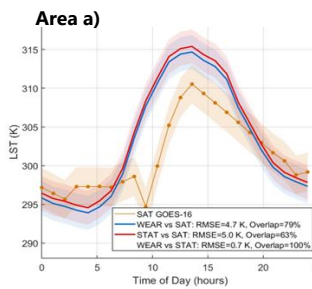 Area a)
315
310
305
300
295
290
LST (K)
SAT GOES-16
WEAR vs SAT: RMSE=4.7 K, Overlap=79%
STAT vs SAT: RMSE=5.0 K, Overlap=63%
WEAR vs STAT: RMSE=0.7 K, Overlap=100%
0 5 10 15 20
Time of Day (hours)